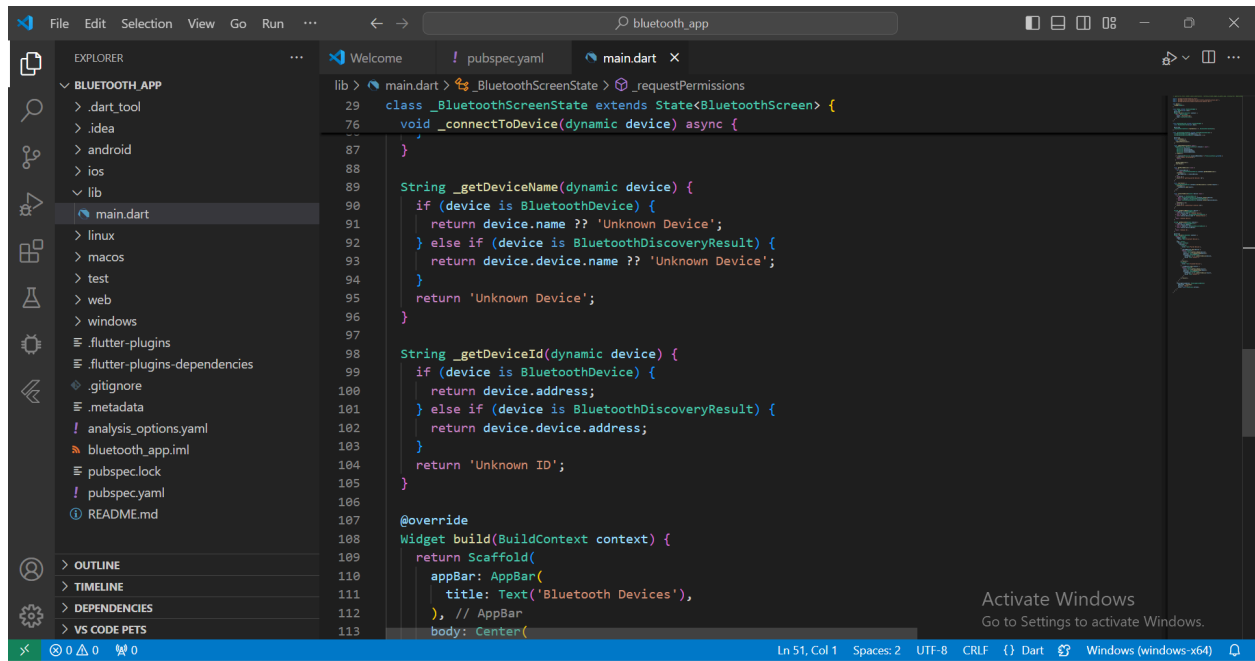 File Edit Selection View Go Run ··· bluetooth_app
EXPLORER ···
BLUETOOTH_APP
.dart_tool
.idea
android
ios
lib
main.dart
linux
macos
test
web
windows
.flutter-plugins
.flutter-plugins-dependencies
.gitignore
.metadata
! analysis_options.yaml
bluetooth_app.iml
pubspec.lock
! pubspec.yaml
README.md
OUTLINE
TIMELINE
DEPENDENCIES
VS CODE PETS
Welcome ! pubspec.yaml main.dart
lib > main.dart > _BluetoothScreenState > _requestPermissions
29 class _BluetoothScreenState extends State<BluetoothScreen> {
76 void _connectToDevice(dynamic device) async {
87 }
88
89 String _getDeviceName(dynamic device) {
90 if (device is BluetoothDevice) {
91 return device.name ?? 'Unknown Device';
92 } else if (device is BluetoothDiscoveryResult) {
93 return device.device.name ?? 'Unknown Device';
94 }
95 return 'Unknown Device';
96 }
97
98 String _getDeviceId(dynamic device) {
99 if (device is BluetoothDevice) {
100 return device.address;
101 } else if (device is BluetoothDiscoveryResult) {
102 return device.device.address;
103 }
104 return 'Unknown ID';
105 }
106
107 @override
108 Widget build(BuildContext context) {
109 return Scaffold(
110 appBar: AppBar(
111 title: Text('Bluetooth Devices'),
112 ), // AppBar
113 body: Center(
Activate Windows
Go to Settings to activate Windows.
0 0 0 Ln 51, Col 1 Spaces: 2 UTF-8 CRLF {} Dart Windows (windows-x64)